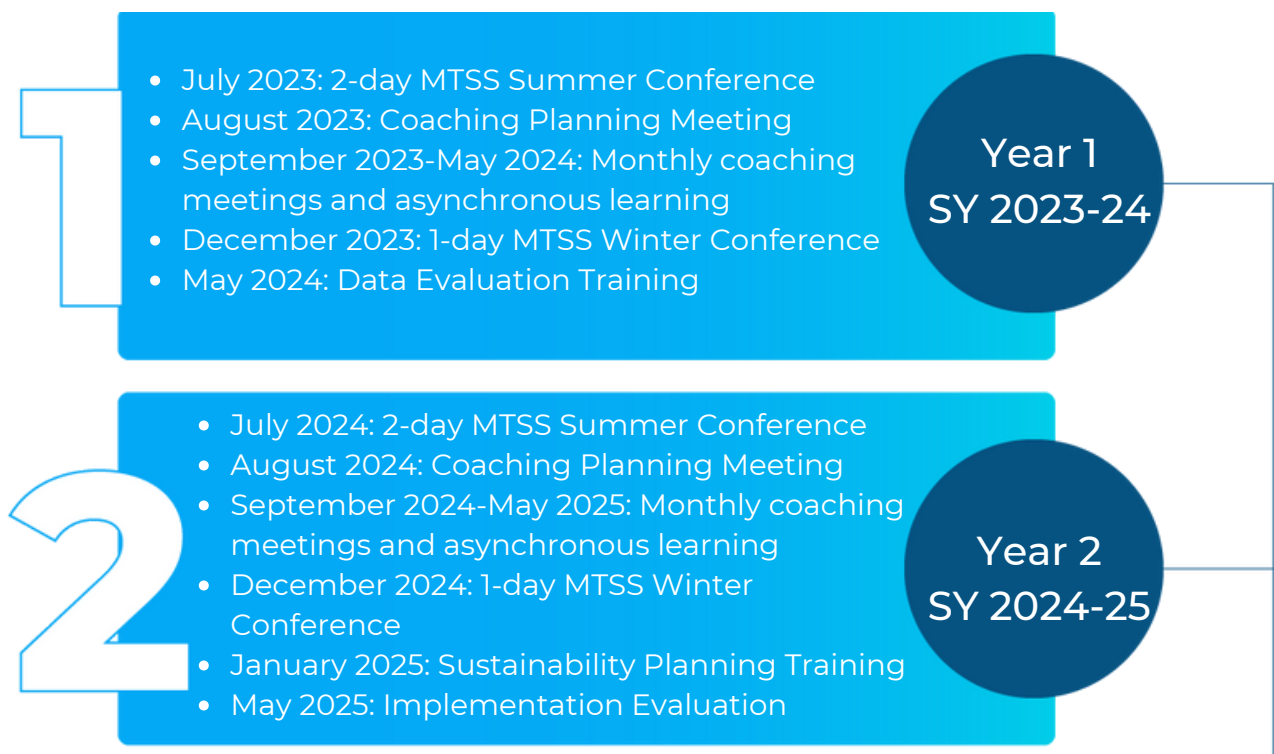 1
• July 2023: 2-day MTSS Summer Conference
• August 2023: Coaching Planning Meeting
• September 2023-May 2024: Monthly coaching
meetings and asynchronous learning
• December 2023: 1-day MTSS Winter Conference
• May 2024: Data Evaluation Training
Year 1
SY 2023-24
2
• July 2024: 2-day MTSS Summer Conference
• August 2024: Coaching Planning Meeting
• September 2024-May 2025: Monthly coaching
meetings and asynchronous learning
• December 2024: 1-day MTSS Winter
Conference
• January 2025: Sustainability Planning Training
• May 2025: Implementation Evaluation
Year 2
SY 2024-25